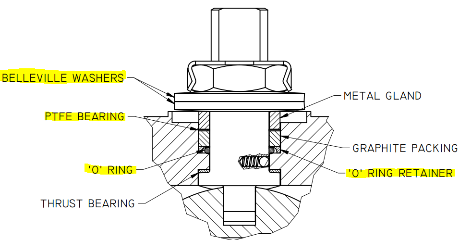 BELLEVILLE WASHERS
METAL GLAND
PTFE BEARING
GRAPHITE PACKING
'O' RING
'O' RING RETAINER
THRUST BEARING